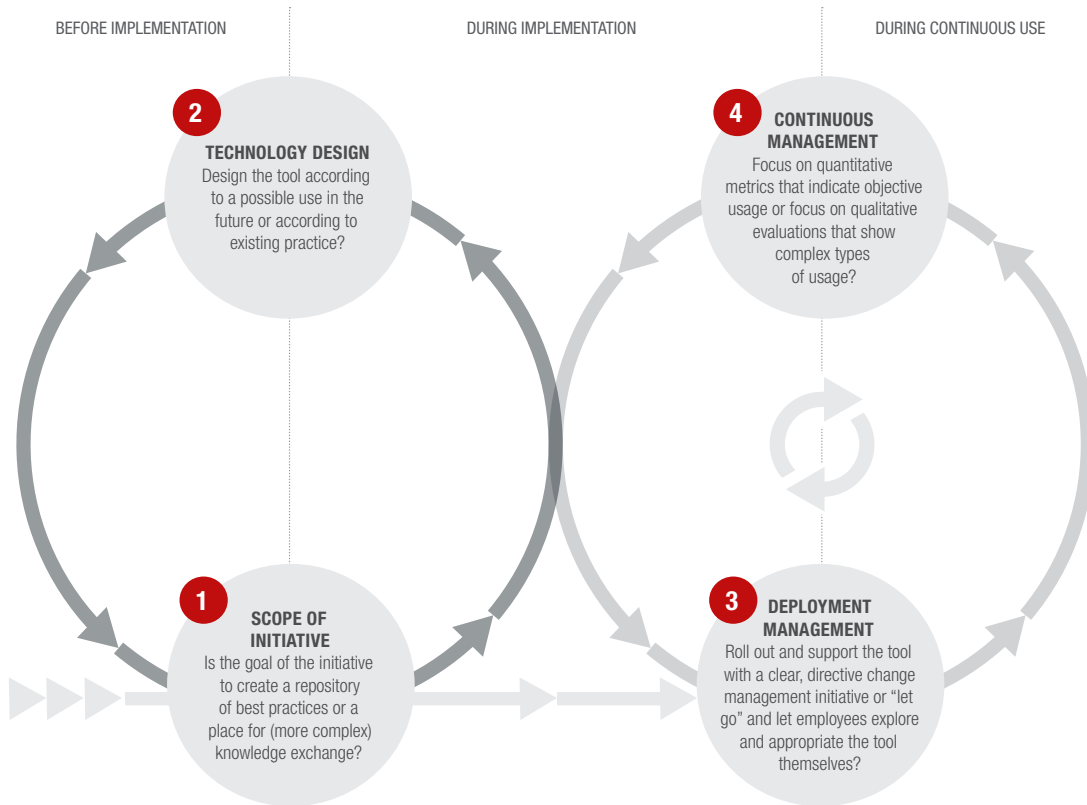 BEFORE IMPLEMENTATION
DURING IMPLEMENTATION
DURING CONTINUOUS USE
2
TECHNOLOGY DESIGN
Design the tool according
to a possible use in the
future or according to
existing practice?
4
CONTINUOUS
MANAGEMENT
Focus on quantitative
metrics that indicate objective
usage or focus on qualitative
evaluations that show
complex types
of usage?
1
SCOPE OF
INITIATIVE
Is the goal of the initiative
to create a repository
of best practices or a
place for (more complex)
knowledge exchange?
3
DEPLOYMENT
MANAGEMENT
Roll out and support the tool
with a clear, directive change
management initiative or “let
go” and let employees explore
and appropriate the tool
themselves?